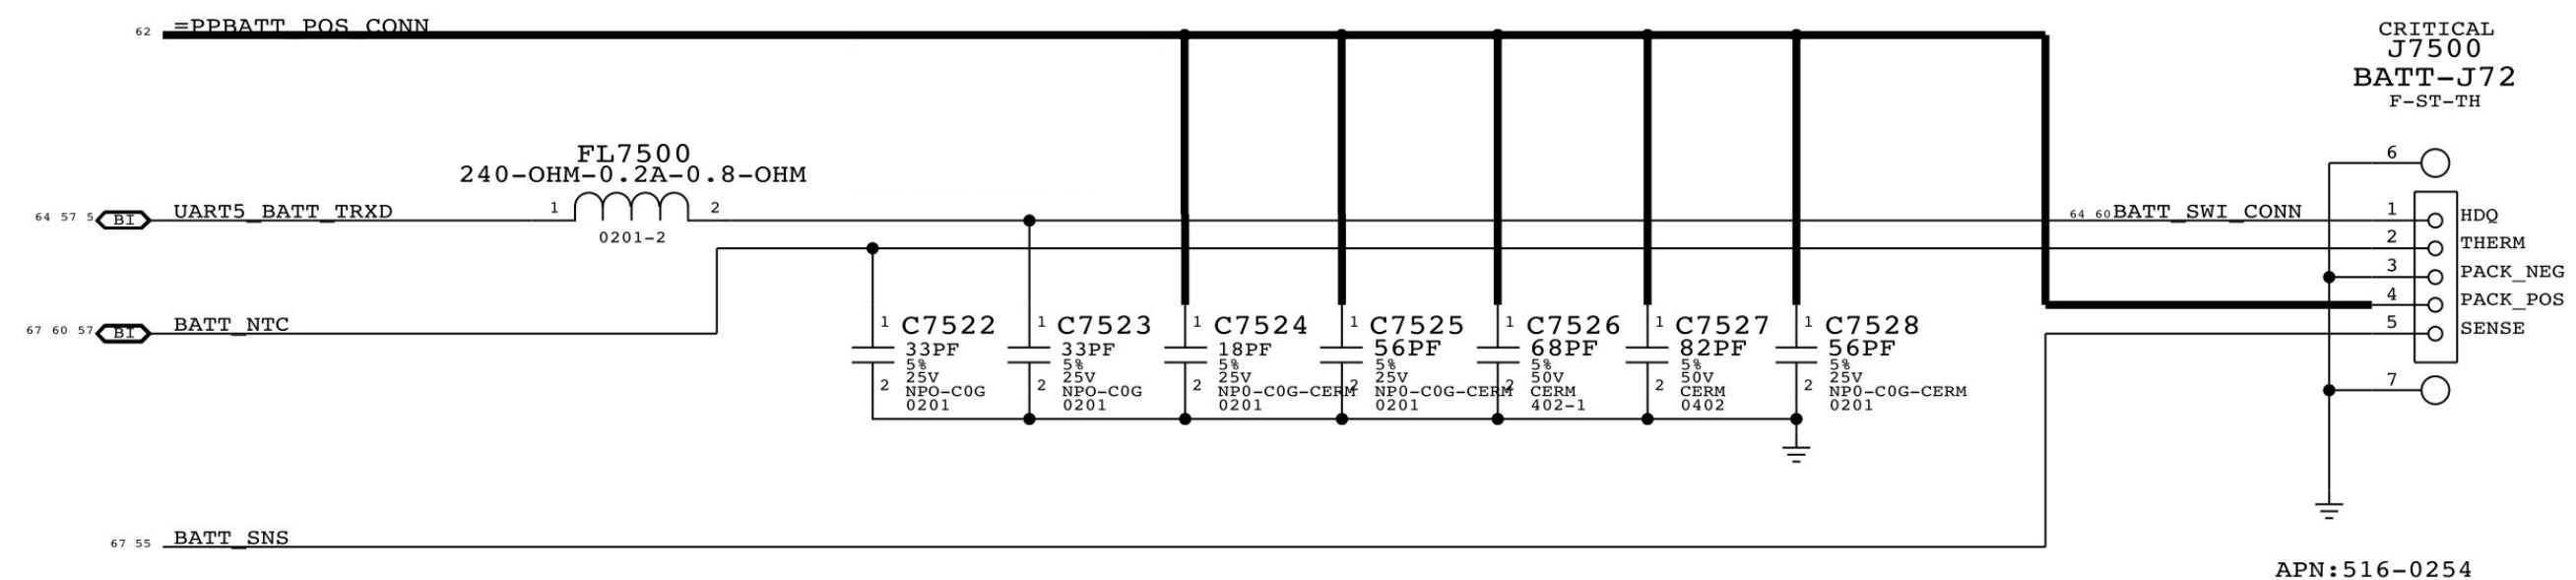 62 =PPBATT_POS_CONN
CRITICAL
J7500
BATT-J72
F-ST-TH
FL7500
240-OHM-0.2A-0.8-OHM
6
64 57 5 BI UART5_BATT_TRXD 1 2 64 60 BATT_SWI_CONN 1 HDQ
0201-2
2 THERM
3 PACK_NEG
4 PACK_POS
67 60 57 BI BATT_NTC
5 SENSE
1 C7522
33PF
5%
25V
2 NPO-C0G
0201
1 C7523
33PF
5%
25V
2 NPO-C0G
0201
1 C7524
18PF
5%
25V
2 NP0-C0G-CERM
0201
1 C7525
56PF
5%
25V
2 NP0-C0G-CERM
0201
1 C7526
68PF
5%
50V
2 CERM
402-1
1 C7527
82PF
5%
50V
2 CERM
0402
1 C7528
56PF
5%
25V
2 NP0-C0G-CERM
0201
7
67 55 BATT_SNS
APN:516-0254